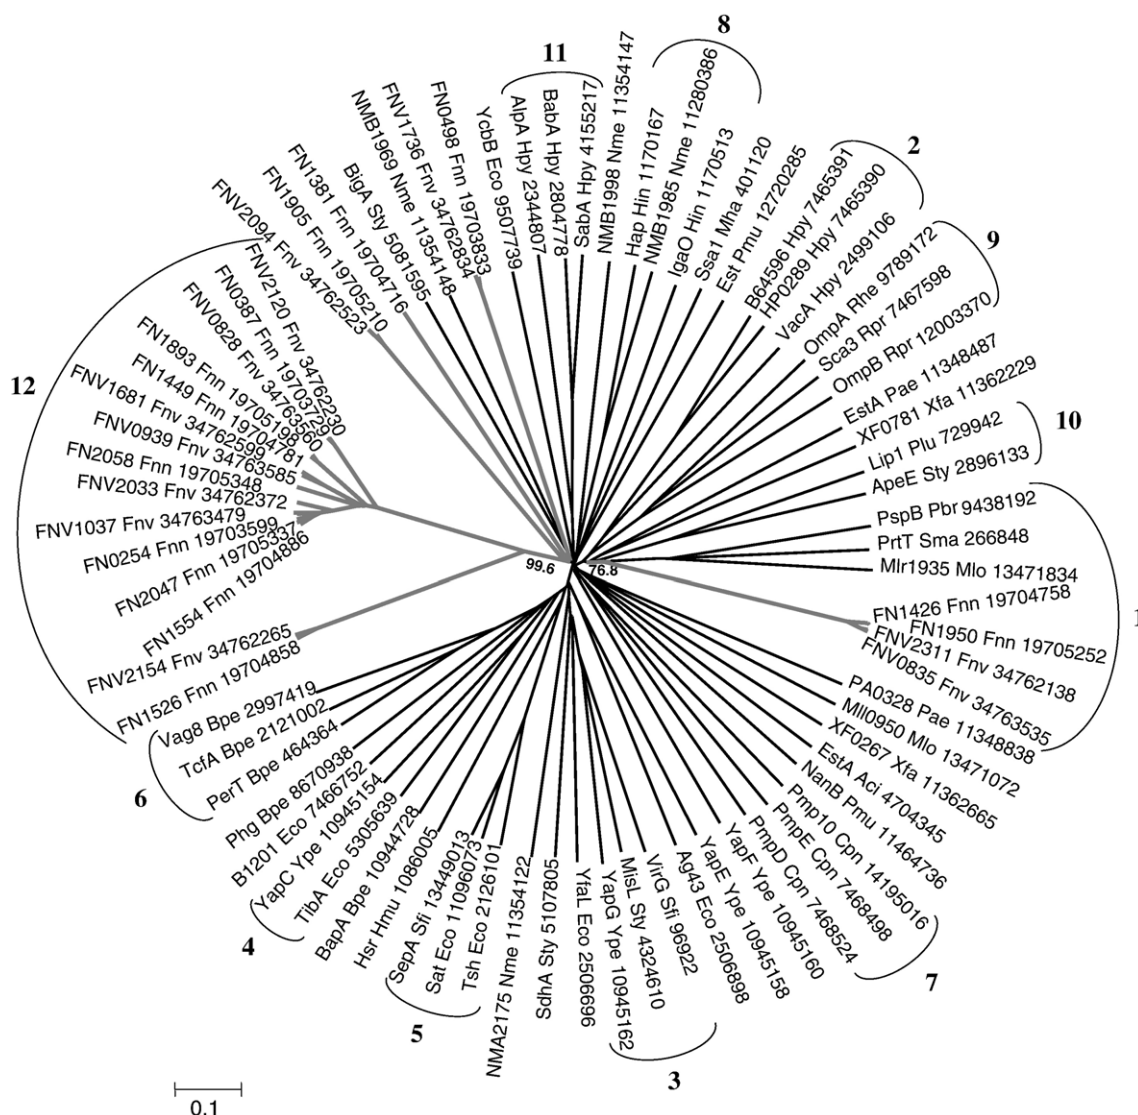 8
11
2
9
10
1
7
3
5
4
6
12
FNV2094 Fnv 34762523
FN1905 Fnn 19705210
FN1381 Fnn 19704716
BigA Sty 5081595
NMB1969 Nme 11354148
FNV1736 Fnv 34762834
FN0498 Fnn 19703833
YcbB Eco 9507739
AlpA Hpy 2344807
BabA Hpy 2804778
SabA Hpy 4155217
NMB1998 Nme 11354147
Hap Hin 1170167
NMB1985 Nme 11280386
IgaO Hin 1170513
Ssa1 Mha 401120
Est Pmu 12720285
B64596 Hpy 7465391
HP0289 Hpy 7465390
VacA Hpy 2499106
OmpA Rhe 9789172
Sca3 Rpr 7467598
OmpB Rpr 12003370
EstA Pae 11348487
XF0781 Xfa 11362229
Lip1 Plu 729942
ApeE Sty 2896133
PspB Pbr 9438192
PrtT Sma 266848
Mlr1935 Mlo 13471834
FN1426 Fnn 19704758
FN1950 Fnn 19705252
FNV2311 Fnv 34762138
FNV0835 Fnv 34763535
PA0328 Pae 11348838
Mll0950 Mlo 13471072
XF0267 Xfa 11362665
EstA Aci 4704345
NanB Pmu 11464736
Pmp10 Cpn 14195016
PmpE Cpn 7468498
PmpD Cpn 7468524
YapF Ype 10945160
YapE Ype 10945158
Ag43 Eco 2506898
VirG Sfi 96922
MisL Sty 4324610
YapG Ype 10945162
YfaL Eco 2506696
SdhA Sty 5107805
NMA2175 Nme 11354122
Tsh Eco 2126101
Sat Eco 11096073
SepA Sfi 13449013
Hsr Hmu 1086005
BapA Bpe 10944728
TibA Eco 5305639
YapC Ype 10945154
B1201 Eco 7466752
Phg Bpe 8670938
PerT Bpe 464364
TcfA Bpe 2121002
Vag8 Bpe 2997419
FN1526 Fnn 19704858
FNV2154 Fnv 34762265
FN1554 Fnn 19704886
FN2047 Fnn 19705337
FN0254 Fnn 19703599
FNV1037 Fnv 34763479
FNV2033 Fnv 34762372
FN2058 Fnn 19705348
FNV0939 Fnv 34763585
FNV1681 Fnv 34762599
FN1449 Fnn 19704781
FN1893 Fnn 19705198
FNV0828 Fnv 34763560
FN0387 Fnn 19703729
FNV2120 Fnv 34762230
99.6
76.8
0.1